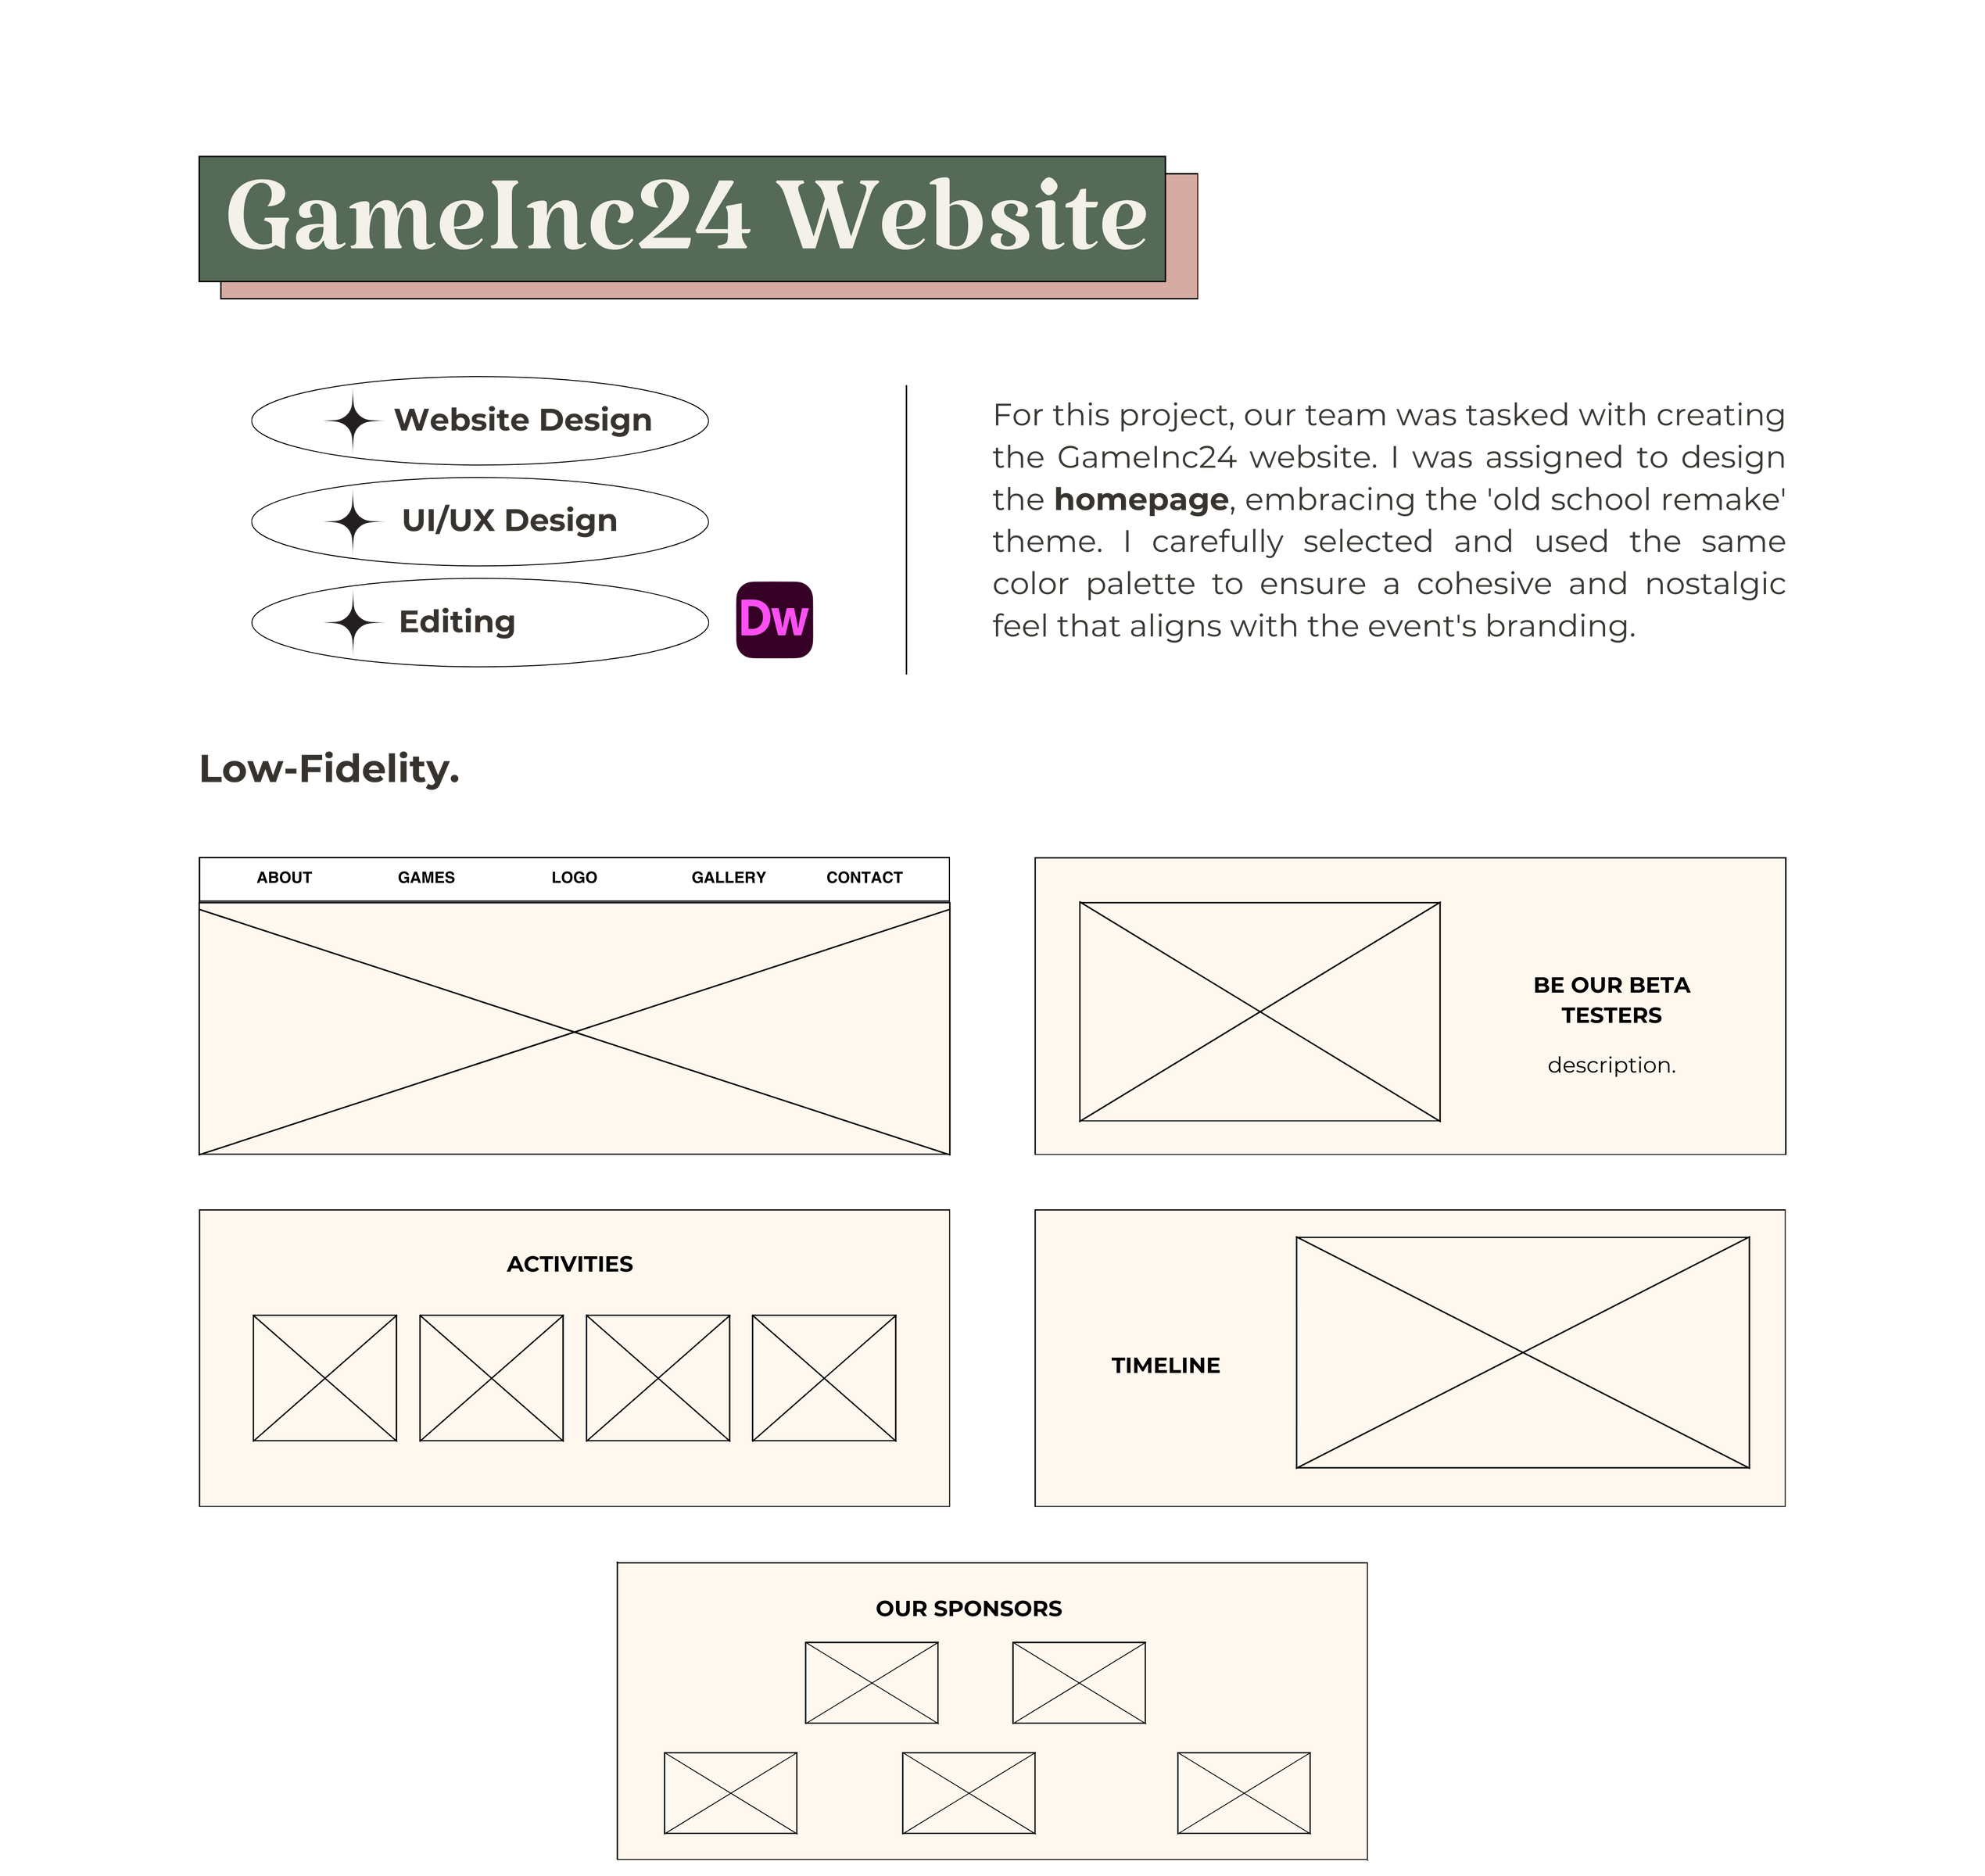 GameInc24 Website
Website Design
UI/UX Design
Editing
Dw
For this project, our team was tasked with creating
the GameInc24 website. I was assigned to design
the homepage, embracing the 'old school remake'
theme. I carefully selected and used the same
color palette to ensure a cohesive and nostalgic
feel that aligns with the event's branding.
Low-Fidelity.
ABOUT GAMES LOGO GALLERY CONTACT
BE OUR BETA
TESTERS
description.
ACTIVITIES
TIMELINE
OUR SPONSORS